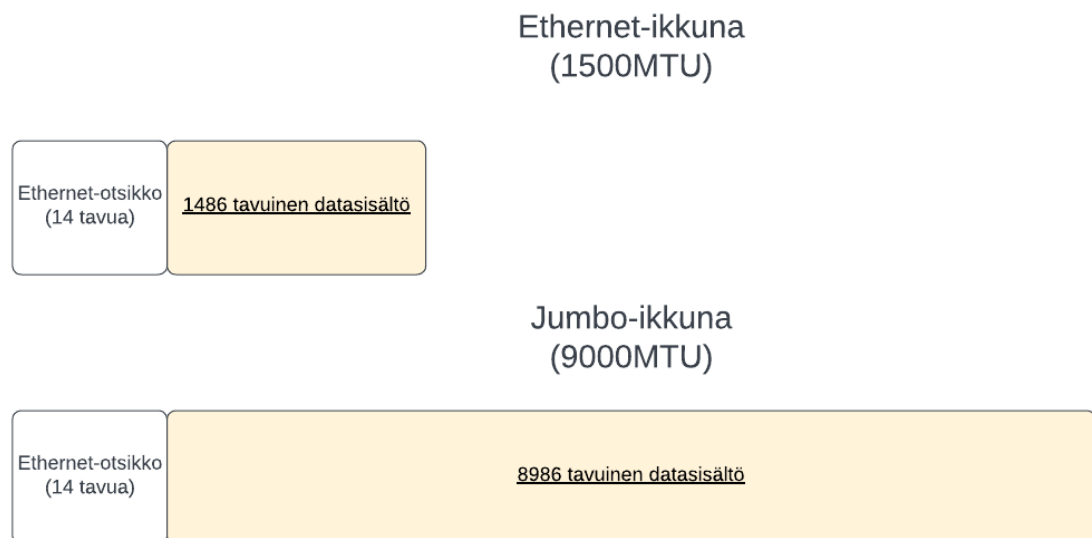 Ethernet-ikkuna
(1500MTU)
Ethernet-otsikko
(14 tavua)
1486 tavuinen datasisältö
Jumbo-ikkuna
(9000MTU)
Ethernet-otsikko
(14 tavua)
8986 tavuinen datasisältö